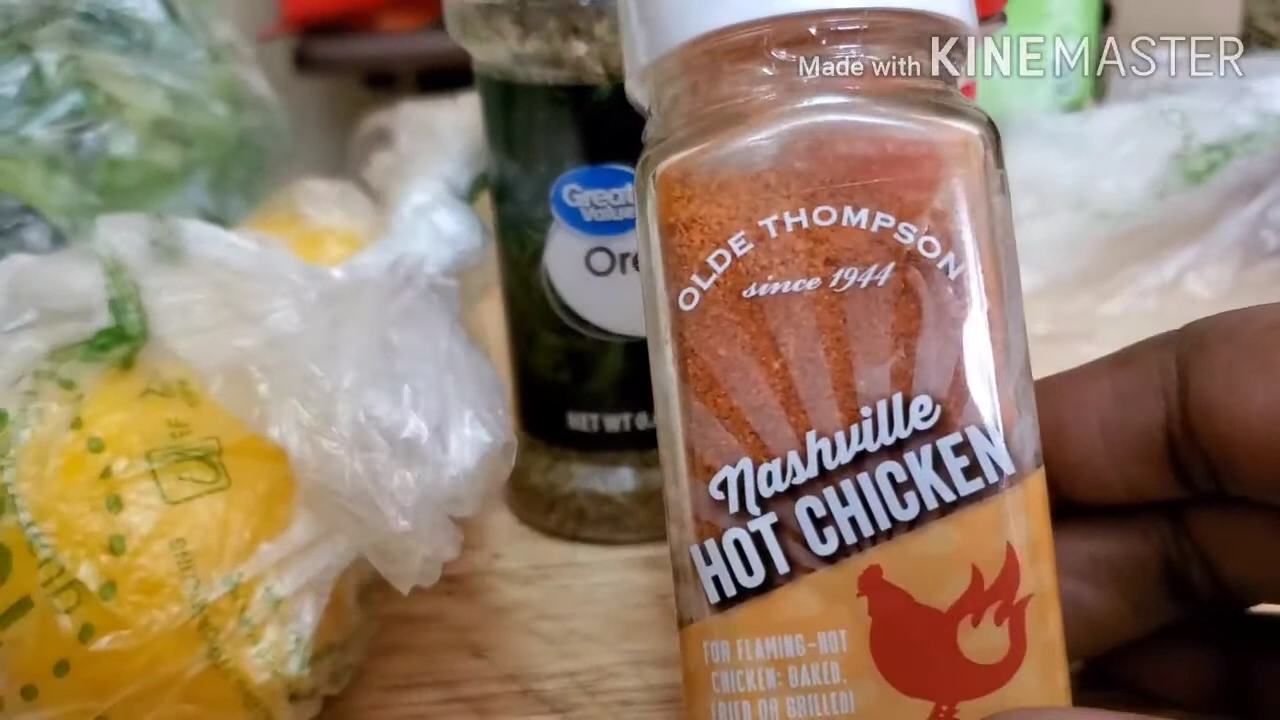 Made with KINEMASTER
Great
Value
Ore
NET WT 0.
OLDE THOMPSON
since 1944
Nashville
HOT CHICKEN
FOR FLAMING-HOT
CHICKEN: BAKED,
FRIED OR GRILLED!